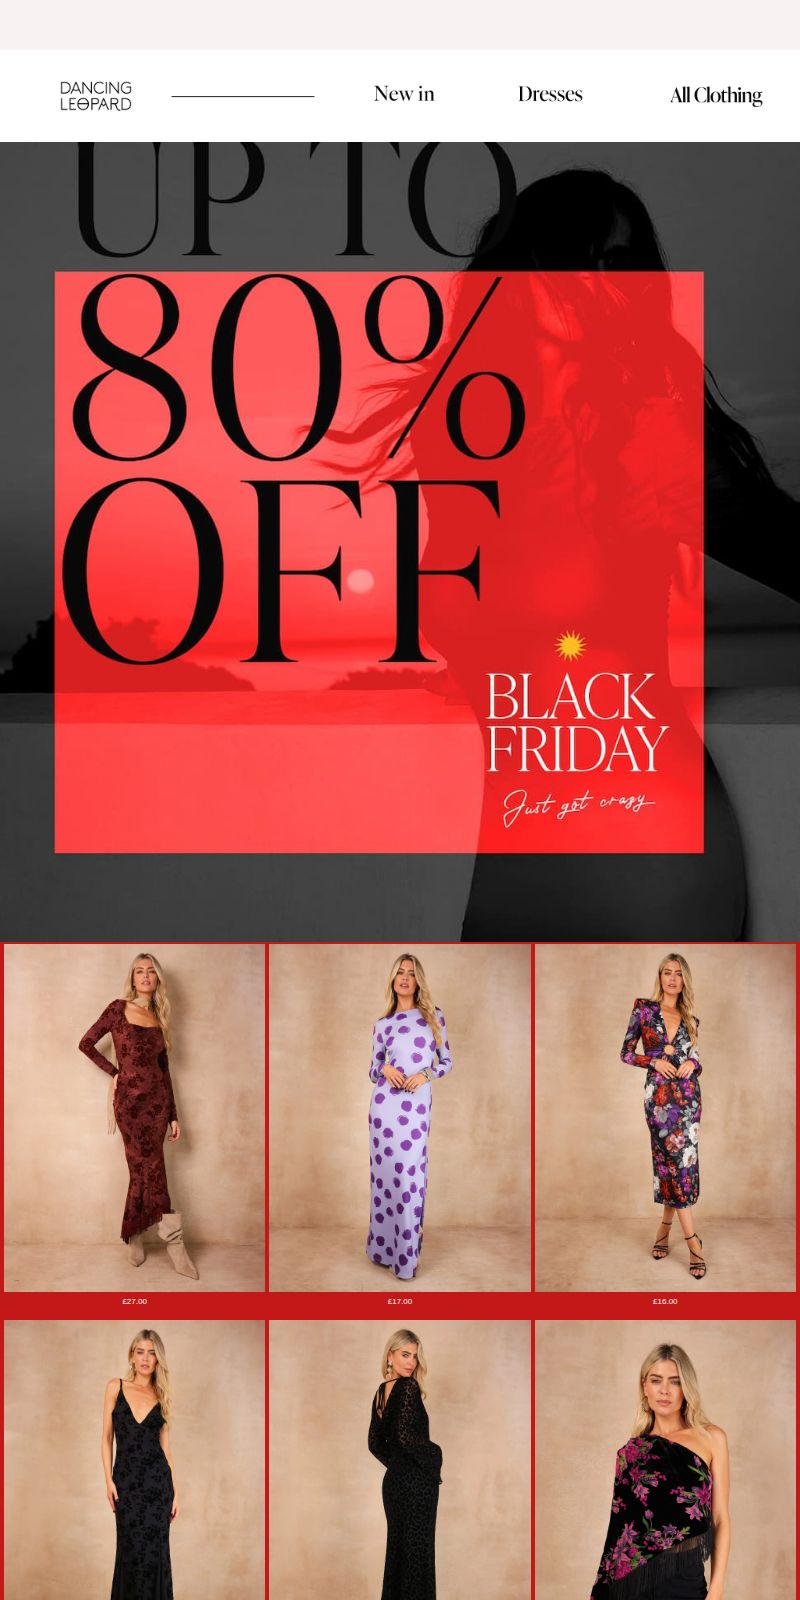 DANCING
LEOPARD
New in
Dresses
All Clothing
UP TO
80%
OFF
BLACK
FRIDAY
Just got crazy
£27.00
£17.00
£16.00